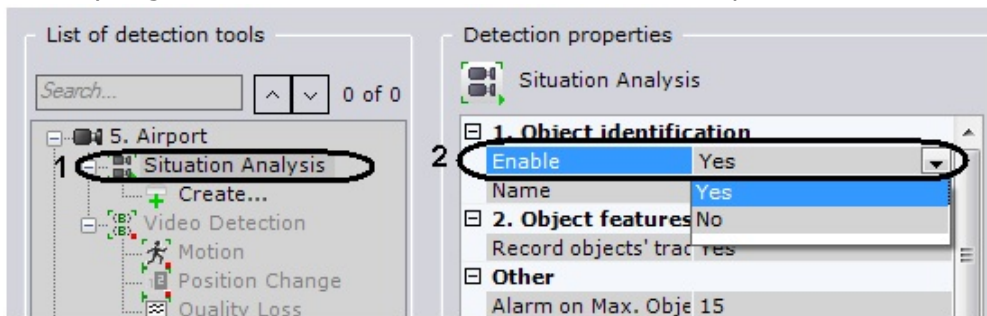 List of detection tools
Search...
0 of 0
5. Airport
1 Situation Analysis
Create...
Video Detection
Motion
Position Change
Quality Loss
Detection properties
Situation Analysis
1. Object identification
2 Enable Yes
Name Yes
2. Object features No
Record objects' trac Yes
Other
Alarm on Max. Obje 15